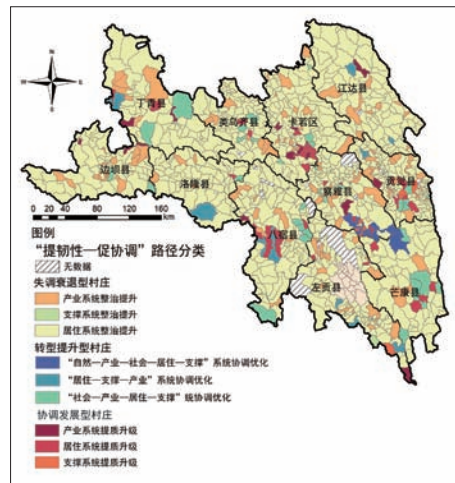 N
W
E
S
丁青县
类乌齐县
卡若区
江达县
边坝县
洛隆县
察雅县
贡觉县
八宿县
左贡县
芒康县
0 20 40 80 120 160
km
图例
“提韧性—促协调”路径分类
无数据
失调衰退型村庄
产业系统整治提升
支撑系统整治提升
居住系统整治提升
转型提升型村庄
“自然—产业—社会—居住—支撑”系统协调优化
“居住—支撑—产业”系统协调优化
“社会—产业—居住—支撑”统协调优化
协调发展型村庄
产业系统提质升级
居住系统提质升级
支撑系统提质升级